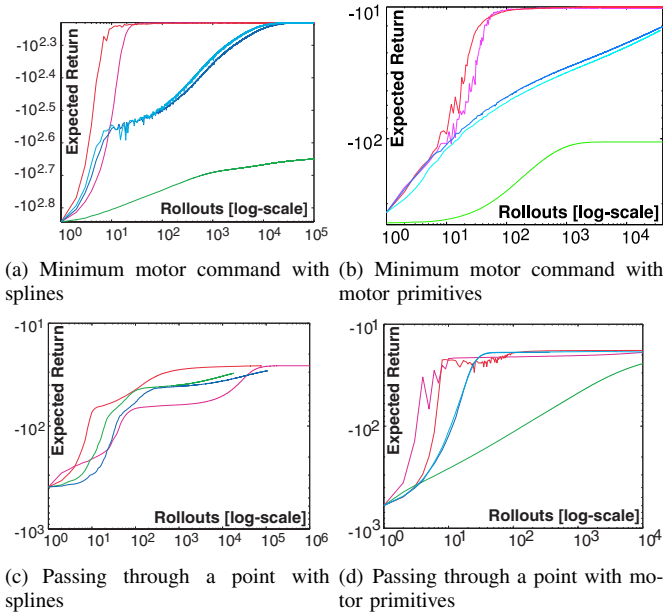 -10^2.3
-10^2.4
-10^2.5
-10^2.6
-10^2.7
-10^2.8
Expected Return
Rollouts [log-scale]
10^0 10^1 10^2 10^3 10^4 10^5
-10^1
-10^2
Expected Return
Rollouts [log-scale]
10^0 10^1 10^2 10^3
(a) Minimum motor command with
splines
(b) Minimum motor command with
motor primitives
-10^1
-10^2
-10^3
Expected Return
Rollouts [log-scale]
10^0 10^1 10^2 10^3 10^4 10^5 10^6
-10^1
-10^2
-10^3
Expected Return
Rollouts [log-scale]
10^0 10^1 10^2 10^3 10^4
(c) Passing through a point with
splines
(d) Passing through a point with mo-
tor primitives